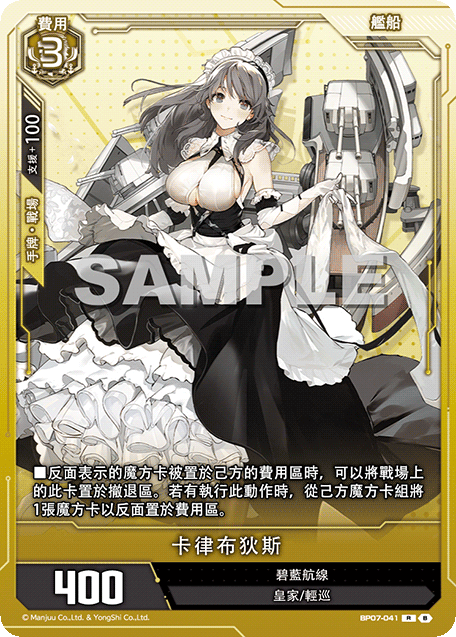 費用
3
艦船
支援+100
手牌・戰場
SAMPLE
■反面表示的魔方卡被置於己方的費用區時，可以將戰場上
的此卡置於撤退區。若有執行此動作時，從己方魔方卡組將
1張魔方卡以反面置於費用區。
卡律布狄斯
400
碧藍航線
皇家/輕巡
© Manjuu Co.,Ltd. & YongShi Co.,Ltd.
BP07-041 R B